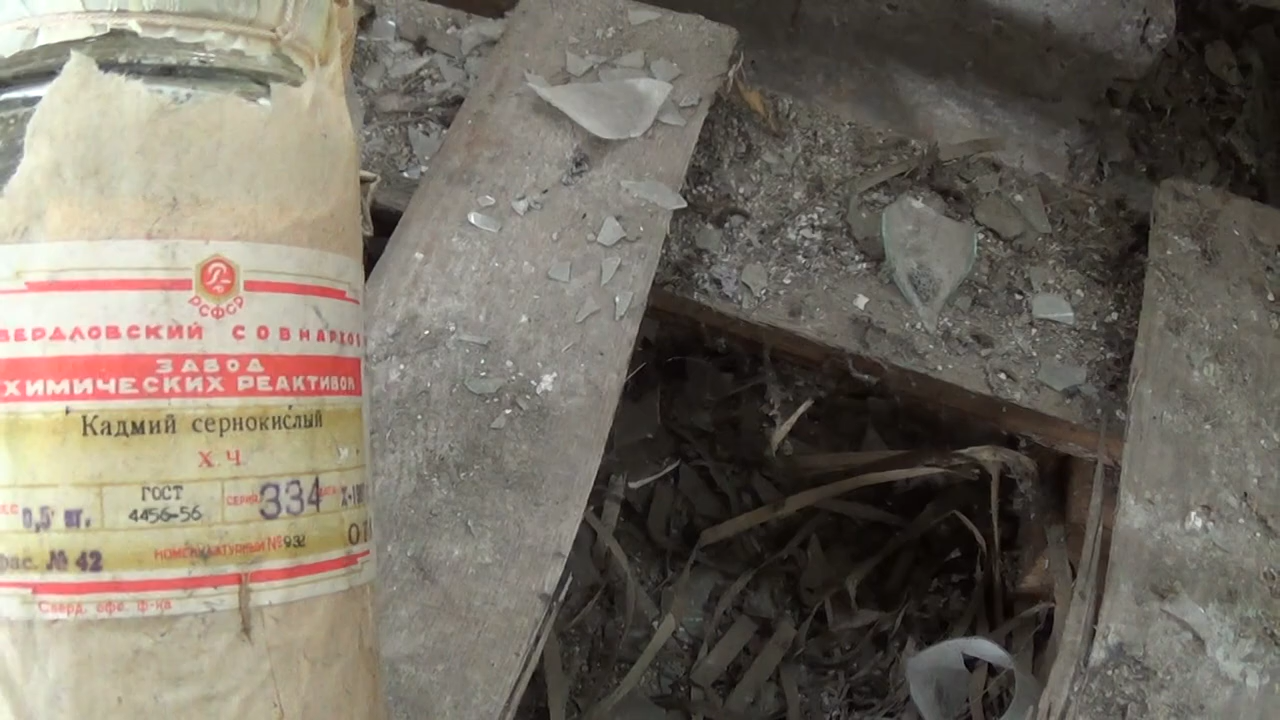 РСФСР
ВЕРДЛОВСКИЙ СОВНАРХОЗ
ЗАВОД
ХИМИЧЕСКИХ РЕАКТИВОВ
Кадмий сернокислый
Х.Ч
ГОСТ
4456-56
СЕРИЯ 334
0,5 кг.
фас. № 42
НОМЕНКЛАТУРНЫЙ № 932
Сверд. офс. ф-ка